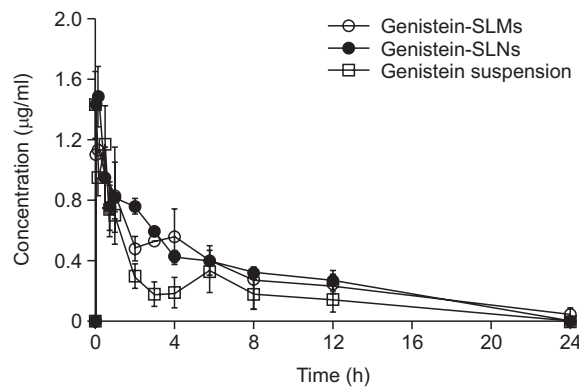 Genistein-SLMs
Genistein-SLNs
Genistein suspension
Concentration (μg/ml)
2.0
1.6
1.2
0.8
0.4
0
0 4 8 12 16 20 24
Time (h)